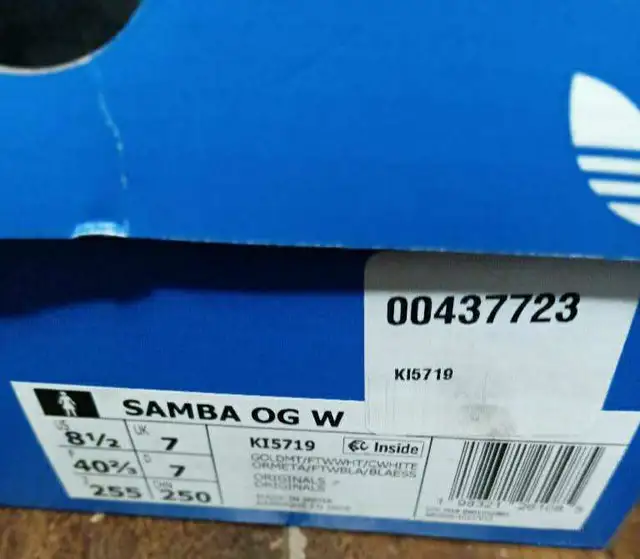 00437723
KI5719
SAMBA OG W
US 8½ UK 7
F 40⅔ D 7
J 255 CHN 250
KI5719
Inside
GOLDMT/FTWWHT/CWHITE
ORMETA/FTWBLA/BLAESS
ORIGINALS
ORIGINALS